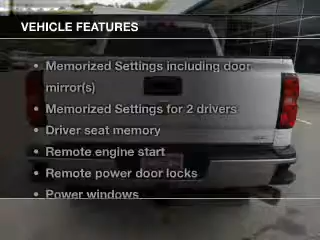 VEHICLE FEATURES
• Memorized Settings including door
mirror(s)
• Memorized Settings for 2 drivers
• Driver seat memory
• Remote engine start
• Remote power door locks
• Power windows